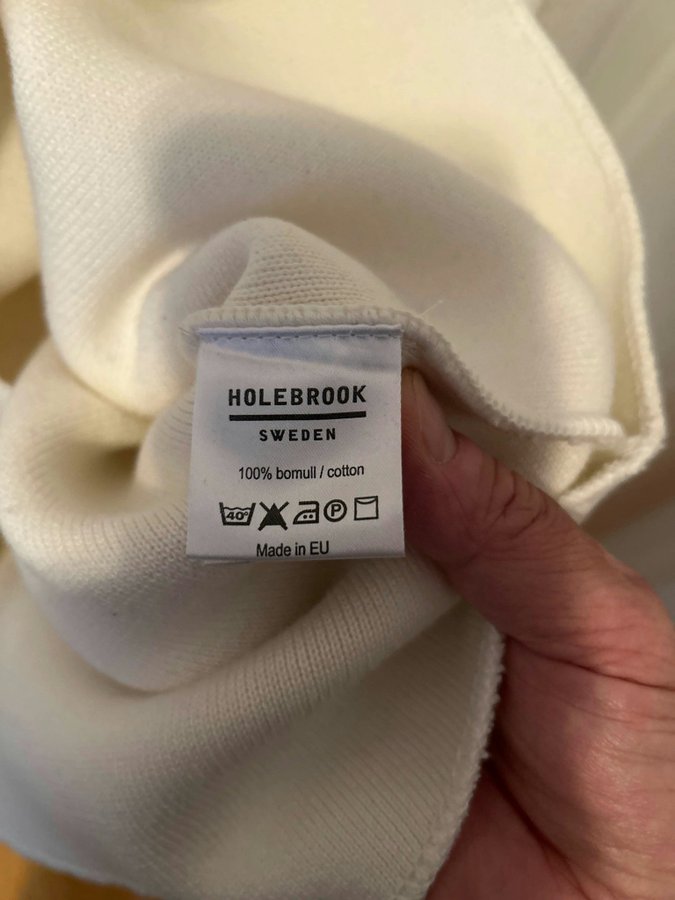 HOLEBROOK
SWEDEN
100% bomull / cotton
40° P
Made in EU